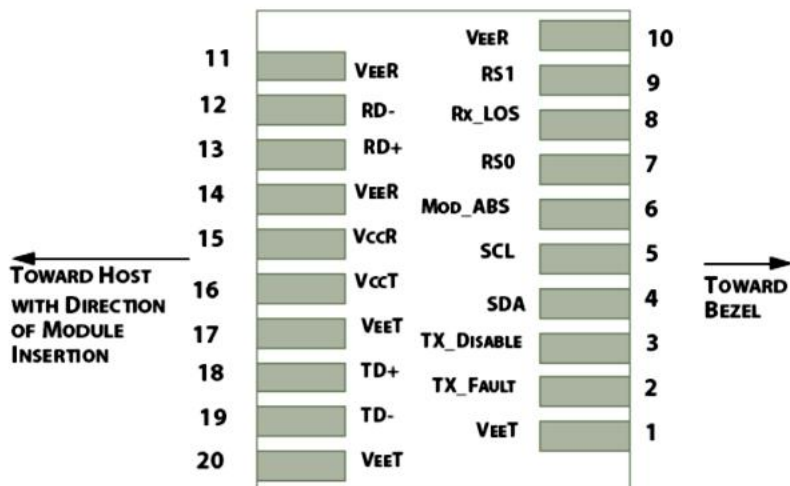 11 VEER
12 RD-
13 RD+
14 VEER
15 VCCR
16 VCCT
17 VEET
18 TD+
19 TD-
20 VEET
VEER 10
RS1 9
RX_LOS 8
RS0 7
MOD_ABS 6
SCL 5
SDA 4
TX_DISABLE 3
TX_FAULT 2
VEET 1
TOWARD HOST
WITH DIRECTION
OF MODULE
INSERTION
TOWARD
BEZEL